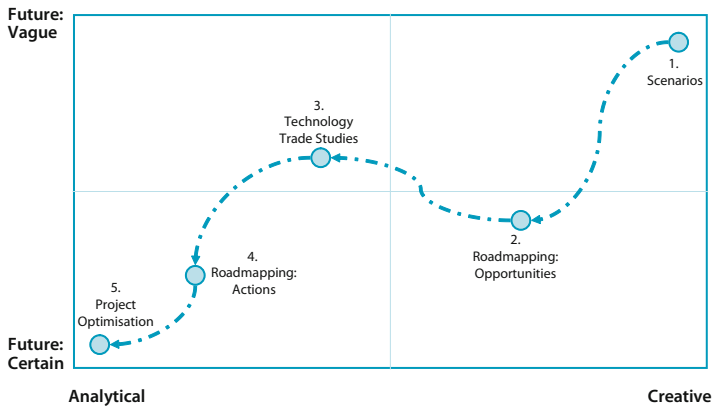 Future:
Vague
1.
Scenarios
3.
Technology
Trade Studies
2.
Roadmapping:
Opportunities
4.
Roadmapping:
Actions
5.
Project
Optimisation
Future:
Certain
Analytical
Creative